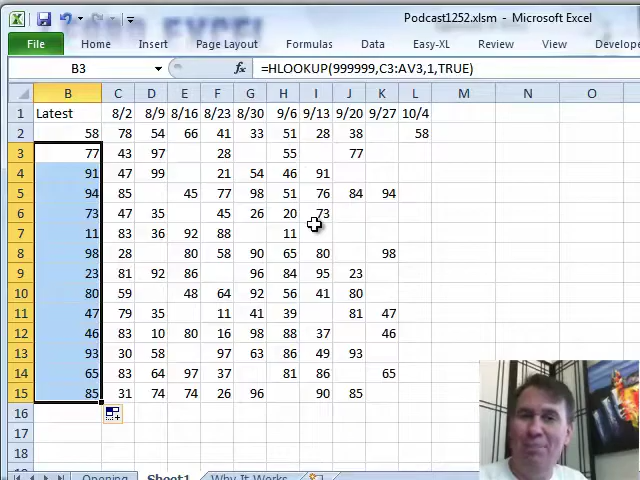 Podcast1252.xlsm - Microsoft Excel
File Home Insert Page Layout Formulas Data Easy-XL Review View Develope
B3 fx =HLOOKUP(999999,C3:AV3,1,TRUE)
B C D E F G H I J K L M N O
1 Latest 8/2 8/9 8/16 8/23 8/30 9/6 9/13 9/20 9/27 10/4
2 58 78 54 66 41 33 51 28 38 58
3 77 43 97 28 55 77
4 91 47 99 21 54 46 91
5 94 85 45 77 98 51 76 84 94
6 73 47 35 45 26 20 73
7 11 83 36 92 88 11
8 98 28 80 58 90 65 80 98
9 23 81 92 86 96 84 95 23
10 80 59 48 64 92 56 41 80
11 47 79 35 11 41 39 81 47
12 46 83 10 80 16 98 88 37 46
13 93 30 58 97 63 86 49 93
14 65 83 64 97 37 81 86 65
15 85 31 74 74 26 96 90 85
16
17
18
Opening Sheet1 Why It Works